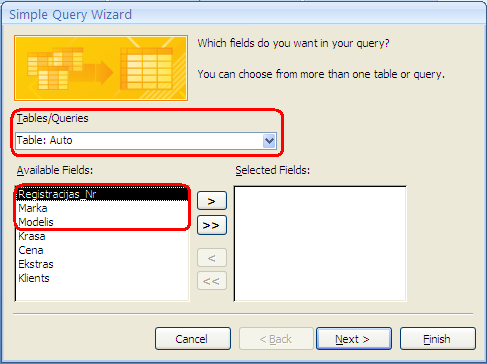 Simple Query Wizard
Which fields do you want in your query?
You can choose from more than one table or query.
Tables/Queries
Table: Auto
Available Fields:
Selected Fields:
Registracijas_Nr
Marka
Modelis
Krasa
Cena
Ekstras
Klients
>
>>
<
<<
Cancel
< Back
Next >
Finish